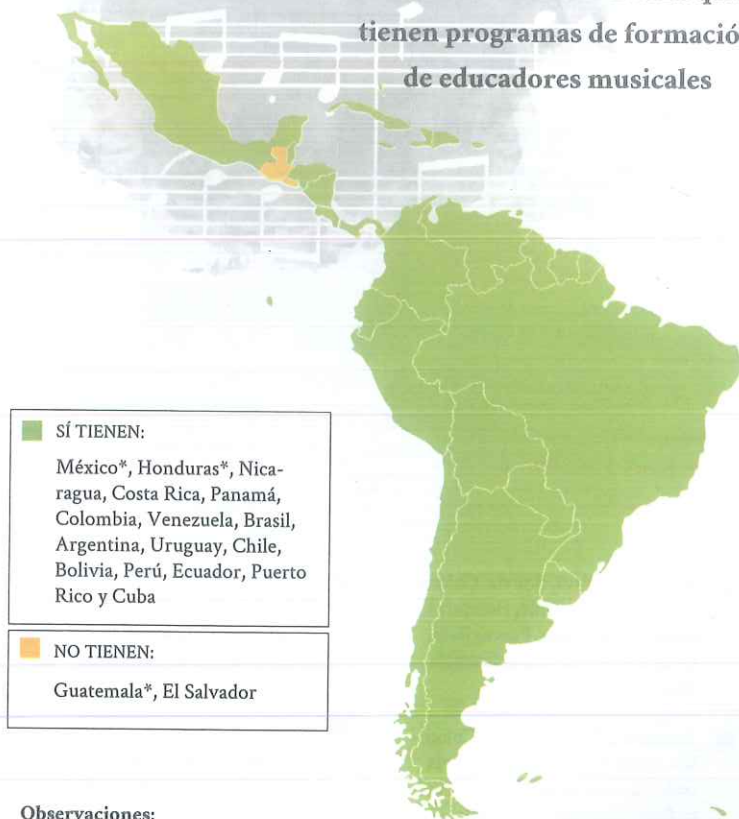 tienen programas de formació
de educadores musicales
SÍ TIENEN:
México*, Honduras*, Nica-
ragua, Costa Rica, Panamá,
Colombia, Venezuela, Brasil,
Argentina, Uruguay, Chile,
Bolivia, Perú, Ecuador, Puerto
Rico y Cuba
NO TIENEN:
Guatemala*, El Salvador
Observaciones: